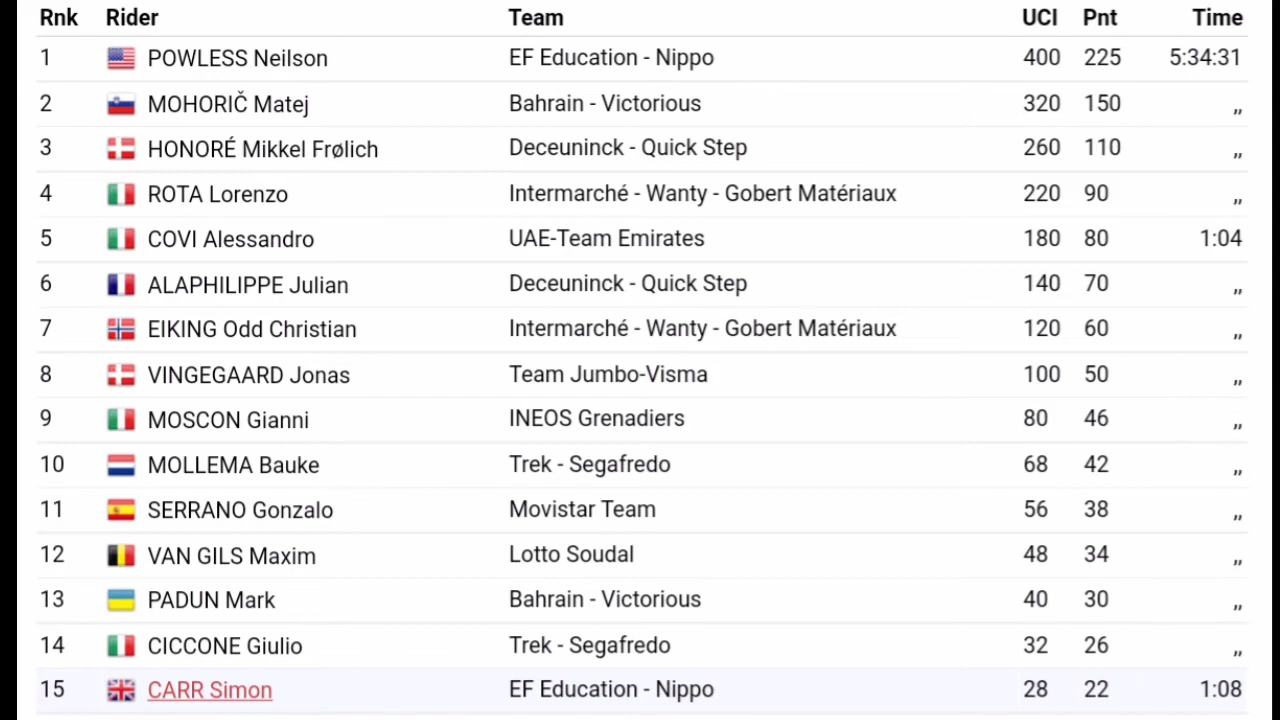 Rnk Rider Team UCI Pnt Time
1 POWLESS Neilson EF Education - Nippo 400 225 5:34:31
2 MOHORIČ Matej Bahrain - Victorious 320 150 ,,
3 HONORÉ Mikkel Frølich Deceuninck - Quick Step 260 110 ,,
4 ROTA Lorenzo Intermarché - Wanty - Gobert Matériaux 220 90 ,,
5 COVI Alessandro UAE-Team Emirates 180 80 1:04
6 ALAPHILIPPE Julian Deceuninck - Quick Step 140 70 ,,
7 EIKING Odd Christian Intermarché - Wanty - Gobert Matériaux 120 60 ,,
8 VINGEGAARD Jonas Team Jumbo-Visma 100 50 ,,
9 MOSCON Gianni INEOS Grenadiers 80 46 ,,
10 MOLLEMA Bauke Trek - Segafredo 68 42 ,,
11 SERRANO Gonzalo Movistar Team 56 38 ,,
12 VAN GILS Maxim Lotto Soudal 48 34 ,,
13 PADUN Mark Bahrain - Victorious 40 30 ,,
14 CICCONE Giulio Trek - Segafredo 32 26 ,,
15 CARR Simon EF Education - Nippo 28 22 1:08